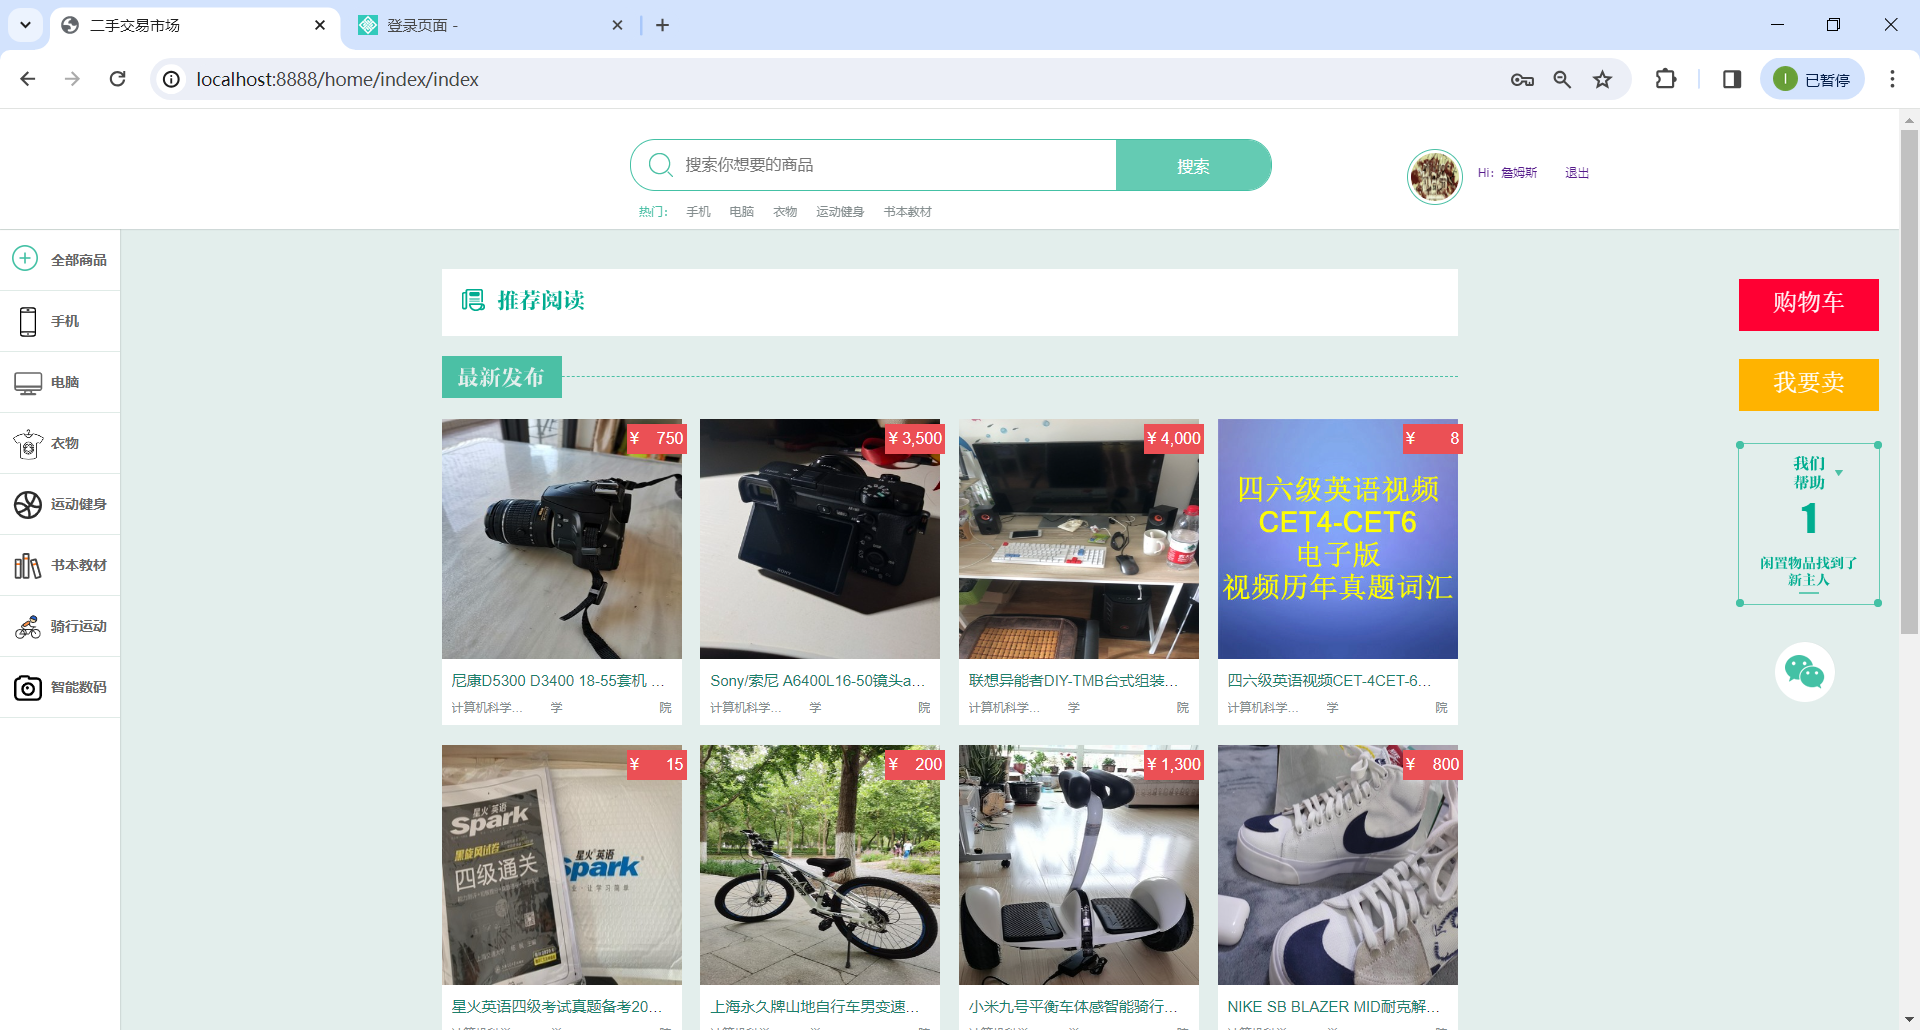 二手交易市场
登录页面 -
localhost:8888/home/index/index
已暂停
搜索你想要的商品
搜索
Hi：詹姆斯 退出
热门： 手机 电脑 衣物 运动健身 书本教材
全部商品
手机
电脑
衣物
运动健身
书本教材
骑行运动
智能数码
推荐阅读
最新发布
¥ 750
¥ 3,500
¥ 4,000
¥ 8
SONY
四六级英语视频
CET4-CET6
电子版
视频历年真题词汇
尼康D5300 D3400 18-55套机 ...
计算机科学... 学 院
Sony/索尼 A6400L16-50镜头a...
计算机科学... 学 院
联想异能者DIY-TMB台式组装...
计算机科学... 学 院
四六级英语视频CET-4CET-6...
计算机科学... 学 院
¥ 15
¥ 200
¥ 1,300
¥ 800
星火英语
Spark
黑旋风试卷
四级通关
星火英语
Spark
星火英语四级考试真题备考20...
上海永久牌山地自行车男变速...
小米九号平衡车体感智能骑行...
NIKE SB BLAZER MID耐克解...
购物车
我要卖
我们
帮助
1
闲置物品找到了
新主人